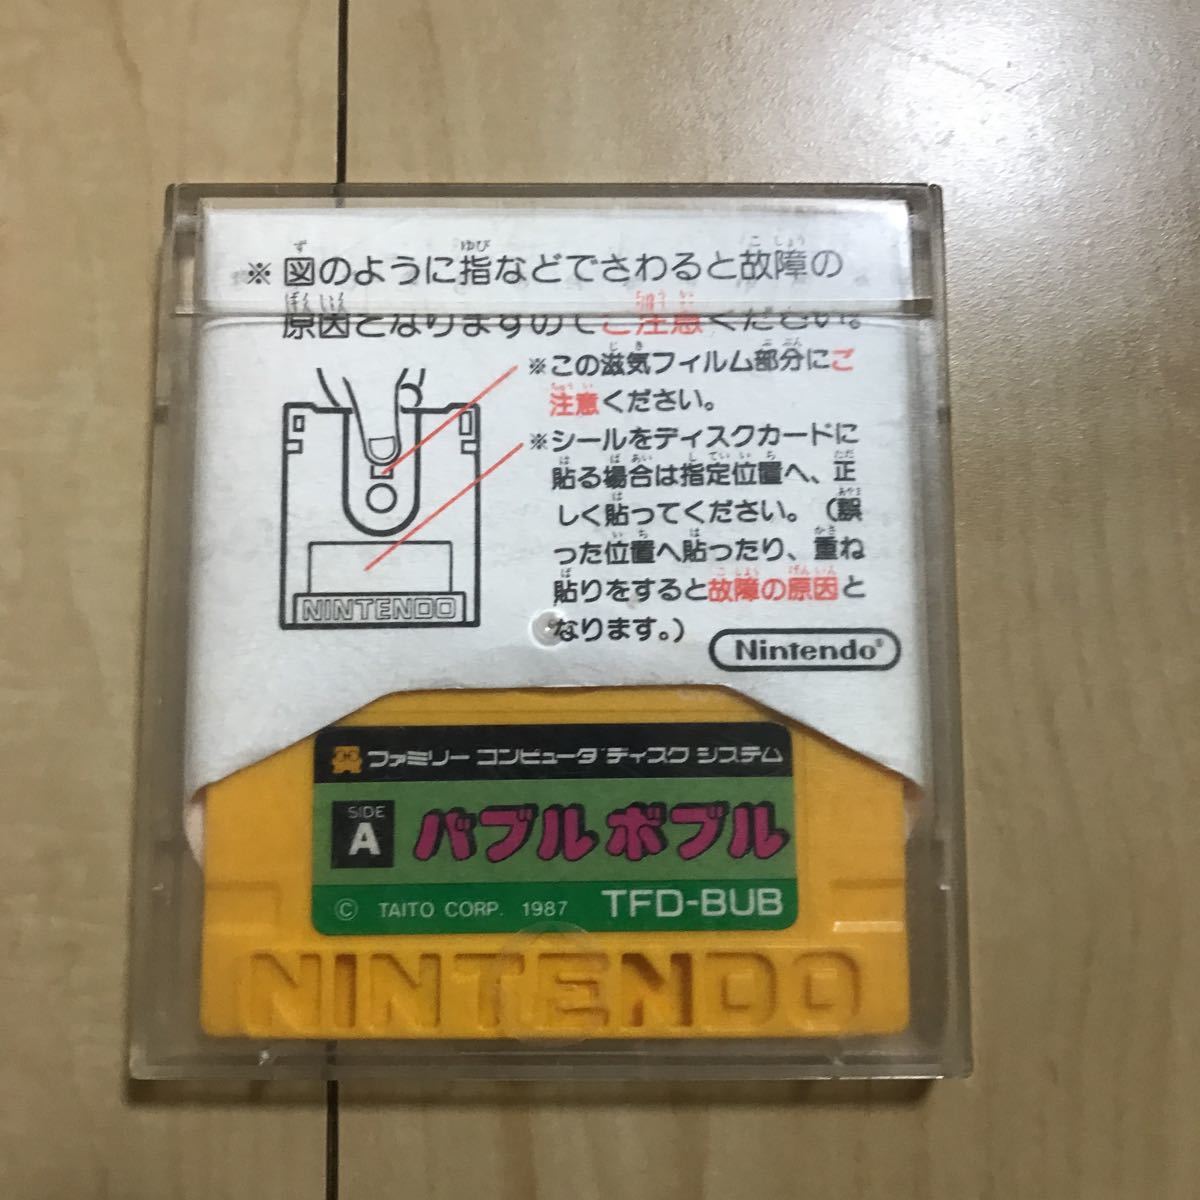 ※図のように指などでさわると故障の
原因となりますのでご注意ください。
※この滋気フィルム部分にご
注意ください。
※シールをディスクカードに
貼る場合は指定位置へ、正
しく貼ってください。(誤
った位置へ貼ったり、重ね
貼りをすると故障の原因と
なります。)
NINTENDO
Nintendo®
ファミリー コンピュータ ディスク システム
SIDE
A
バブルボブル
© TAITO CORP. 1987 TFD-BUB
NINTENDO